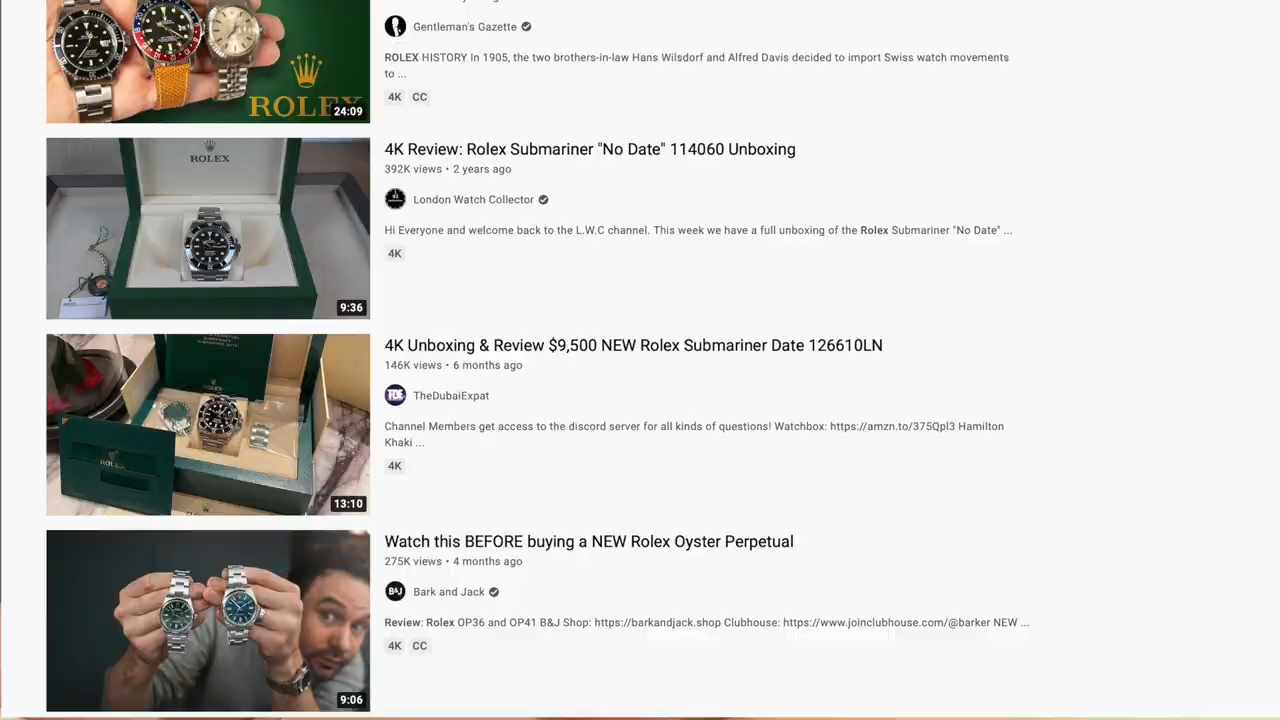 Gentleman's Gazette
ROLEX HISTORY In 1905, the two brothers-in-law Hans Wilsdorf and Alfred Davis decided to import Swiss watch movements
to ...
4K CC
ROLEX
24:09
ROLEX
9:36
4K Review: Rolex Submariner "No Date" 114060 Unboxing
392K views • 2 years ago
London Watch Collector
Hi Everyone and welcome back to the L.W.C channel. This week we have a full unboxing of the Rolex Submariner "No Date" ...
4K
ROLEX
ROLEX
13:10
4K Unboxing & Review $9,500 NEW Rolex Submariner Date 126610LN
146K views • 6 months ago
TDE
TheDubaiExpat
Channel Members get access to the discord server for all kinds of questions! Watchbox: https://amzn.to/375Qpl3 Hamilton
Khaki ...
4K
9:06
Watch this BEFORE buying a NEW Rolex Oyster Perpetual
275K views • 4 months ago
B&J
Bark and Jack
Review: Rolex OP36 and OP41 B&J Shop: https://barkandjack.shop Clubhouse: https://www.joinclubhouse.com/@barker NEW ...
4K CC